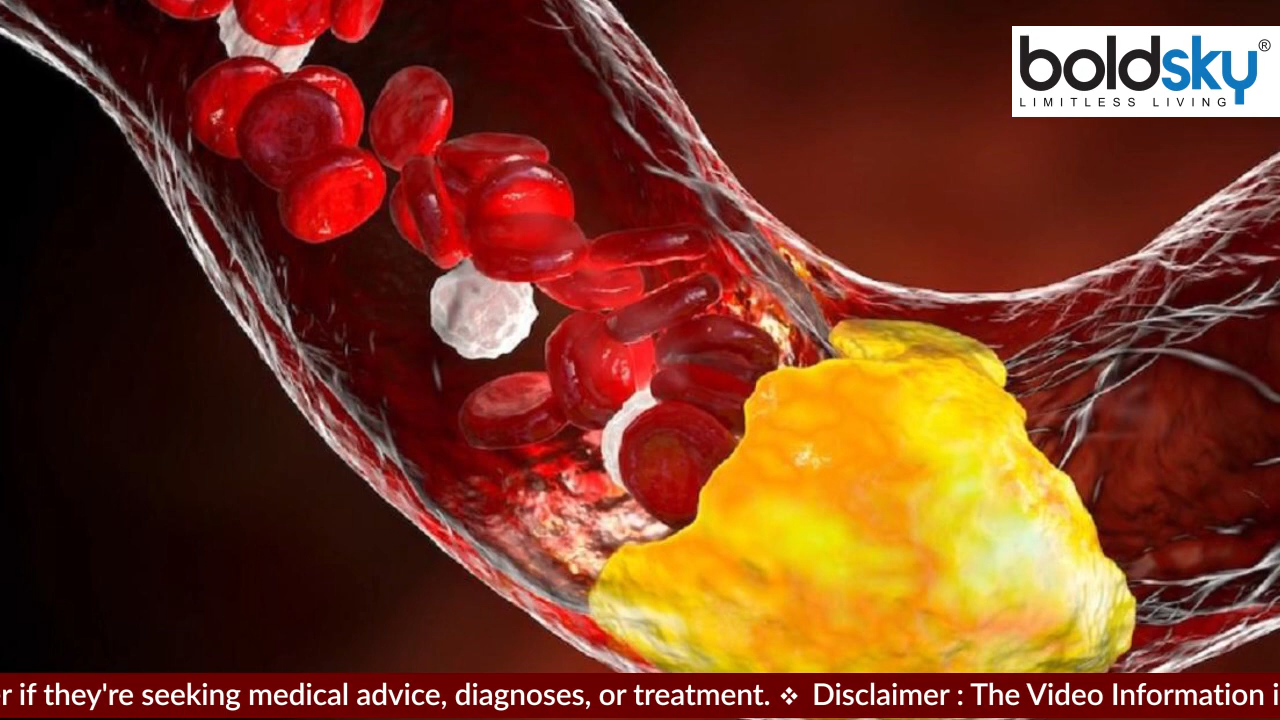 boldsky®
LIMITLESS LIVING
r if they're seeking medical advice, diagnoses, or treatment. ❖ Disclaimer : The Video Information i